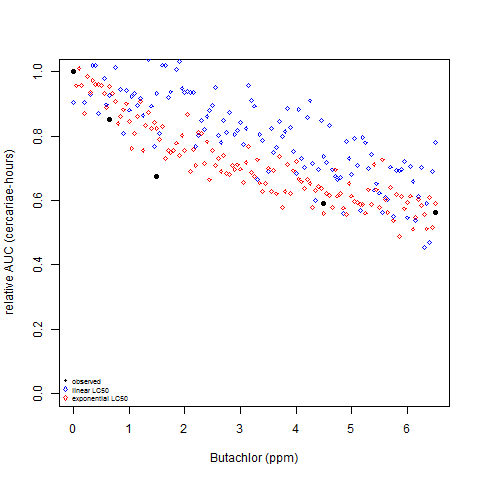 relative AUC (cercariae-hours)
1.0
0.8
0.6
0.4
0.2
0.0
observed
linear LC50
exponential LC50
0 1 2 3 4 5 6
Butachlor (ppm)